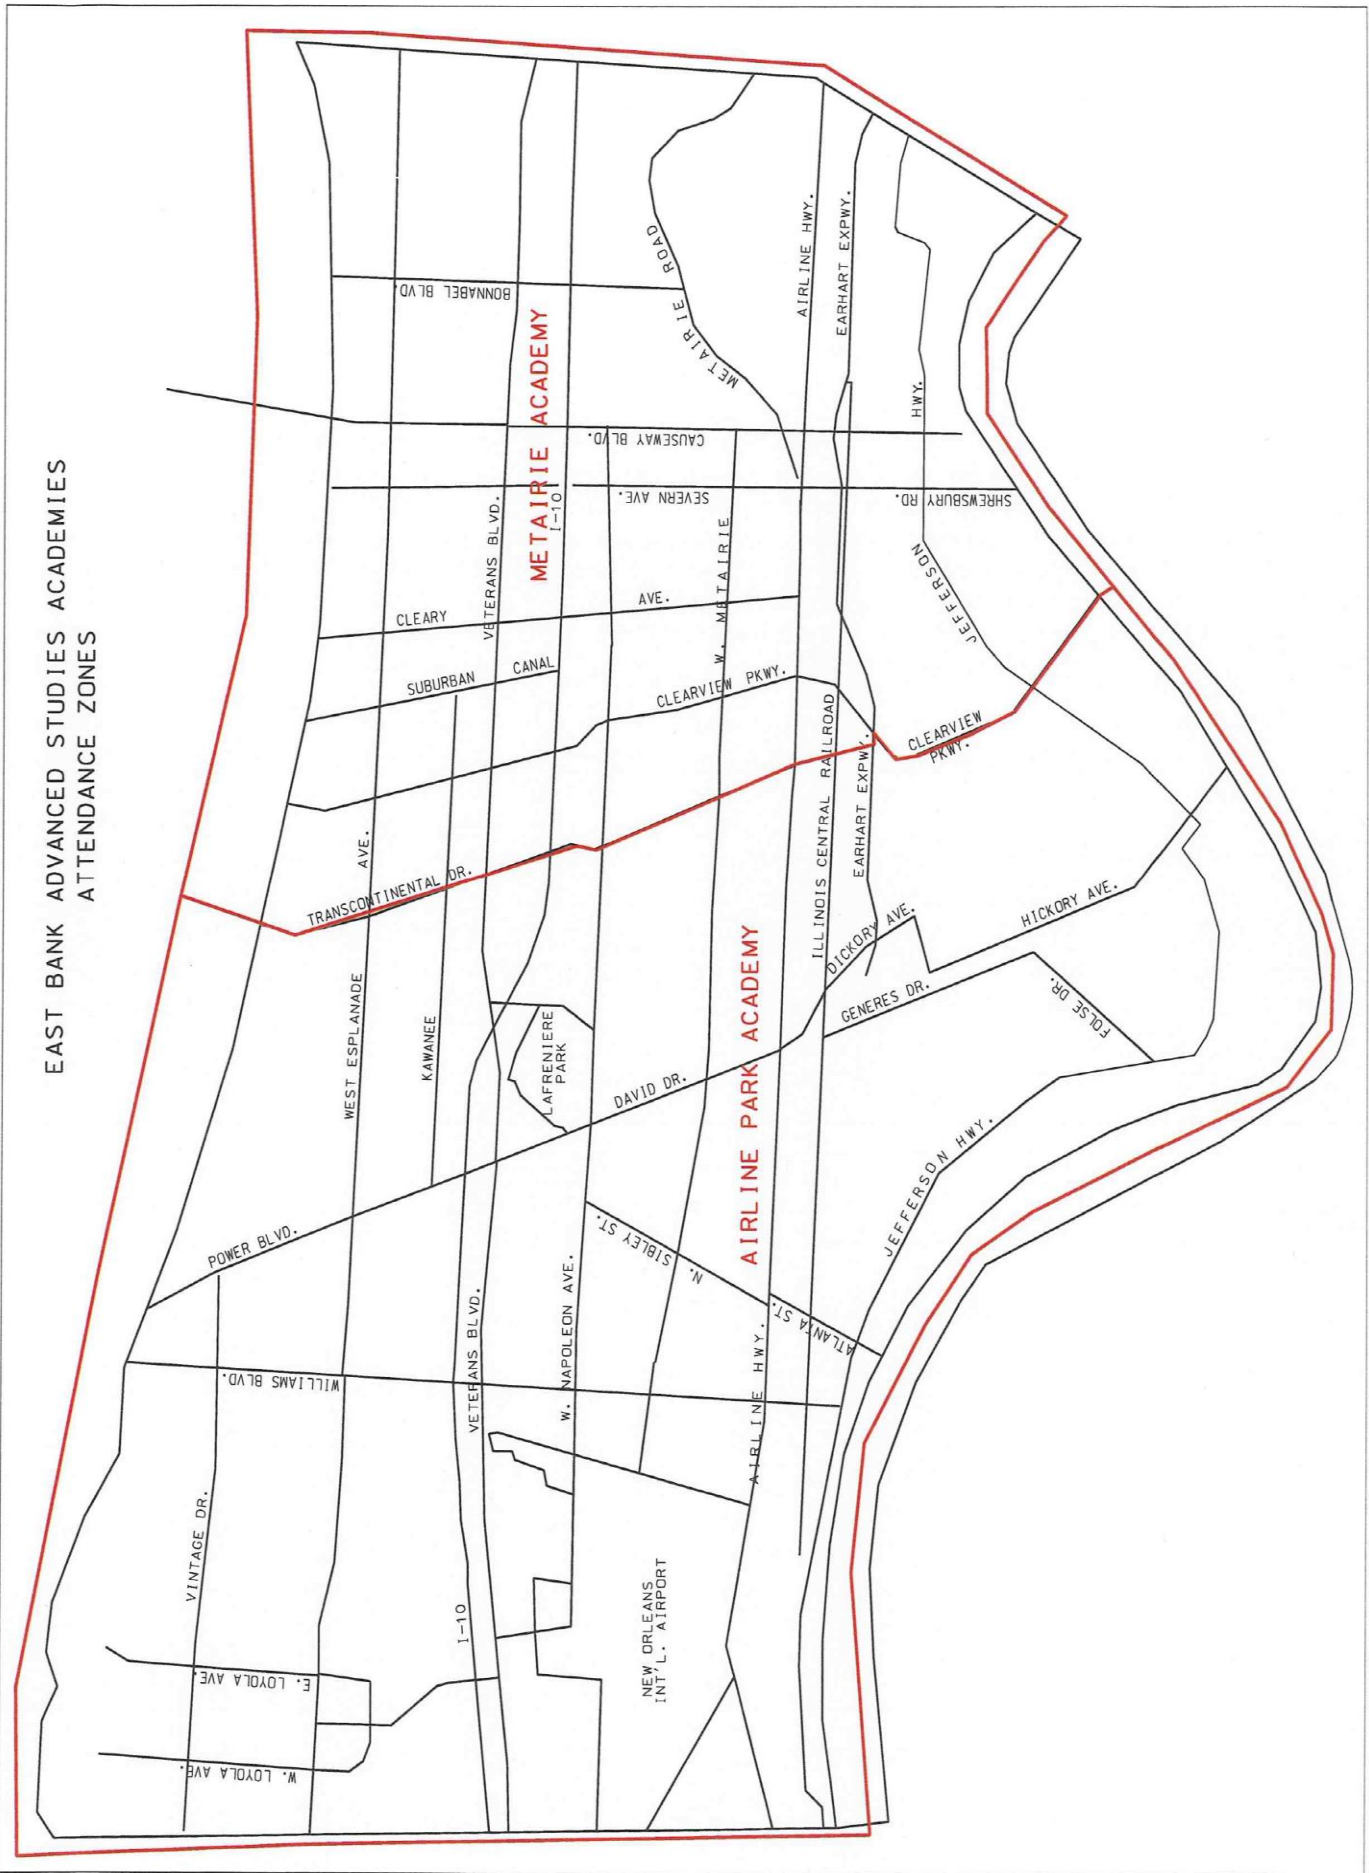 EAST BANK ADVANCED STUDIES ACADEMIES
ATTENDANCE ZONES
METAIRIE ACADEMY
AIRLINE PARK ACADEMY
W. LOYOLA AVE.
E. LOYOLA AVE.
VINTAGE DR.
WILLIAMS BLVD.
POWER BLVD.
WEST ESPLANADE
AVE.
KAWANEE
TRANSCONTINENTAL DR.
SUBURBAN
CANAL
CLEARY
AVE.
BONNABEL BLVD.
I-10
VETERANS BLVD.
VETERANS BLVD.
I-10
LAFRENIERE
PARK
W. NAPOLEON AVE.
DAVID DR.
N. SIBLEY ST.
CLEARVIEW PKWY.
SEVERN AVE.
CAUSEWAY BLVD.
METAIRIE ROAD
W. METAIRIE
NEW ORLEANS
INT'L. AIRPORT
AIRLINE HWY.
ATLANTA ST.
AIRLINE HWY.
ILLINOIS CENTRAL RAILROAD
EARHART EXPWY.
EARHART EXPWY.
DICKORY AVE.
GENERES DR.
HICKORY AVE.
FOLSE DR.
CLEARVIEW
PKWY.
SHREWSBURY RD.
JEFFERSON
HWY.
JEFFERSON HWY.